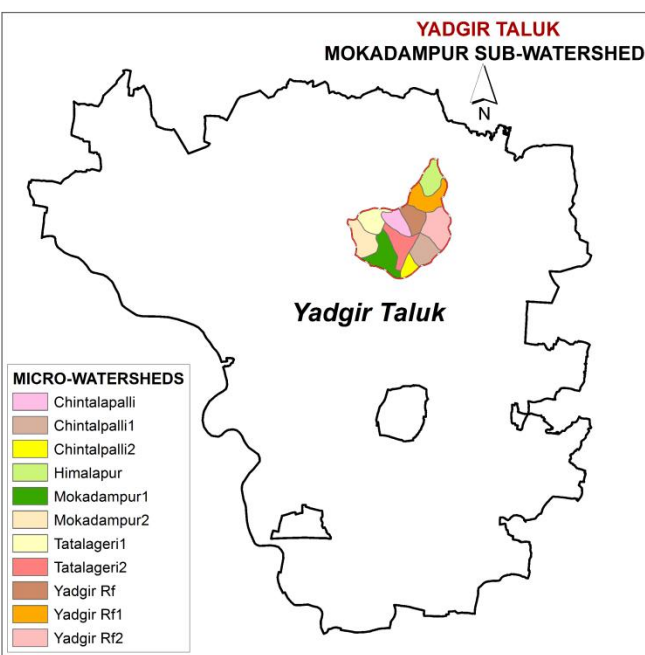 YADGIR TALUK
MOKADAMPUR SUB-WATERSHED
N
Yadgir Taluk
MICRO-WATERSHEDS
Chintalapalli
Chintalpalli1
Chintalpalli2
Himalapur
Mokadampur1
Mokadampur2
Tatalageri1
Tatalageri2
Yadgir Rf
Yadgir Rf1
Yadgir Rf2